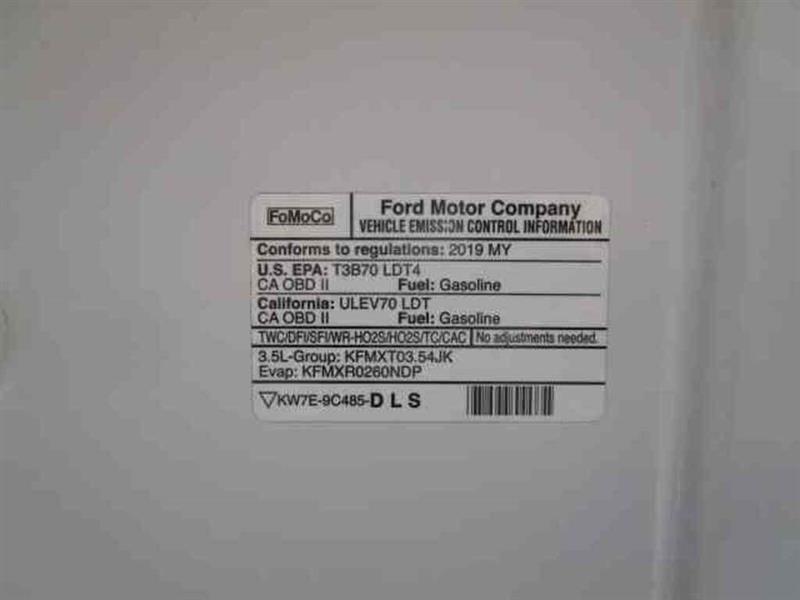 FoMoCo
Ford Motor Company
VEHICLE EMISSION CONTROL INFORMATION
Conforms to regulations: 2019 MY
U.S. EPA: T3B70 LDT4
CA OBD II Fuel: Gasoline
California: ULEV70 LDT
CA OBD II Fuel: Gasoline
TWC/DFI/SFI/WR-HO2S/HO2S/TC/CAC No adjustments needed.
3.5L-Group: KFMXT03.54JK
Evap: KFMXR0260NDP
KW7E-9C485-DLS